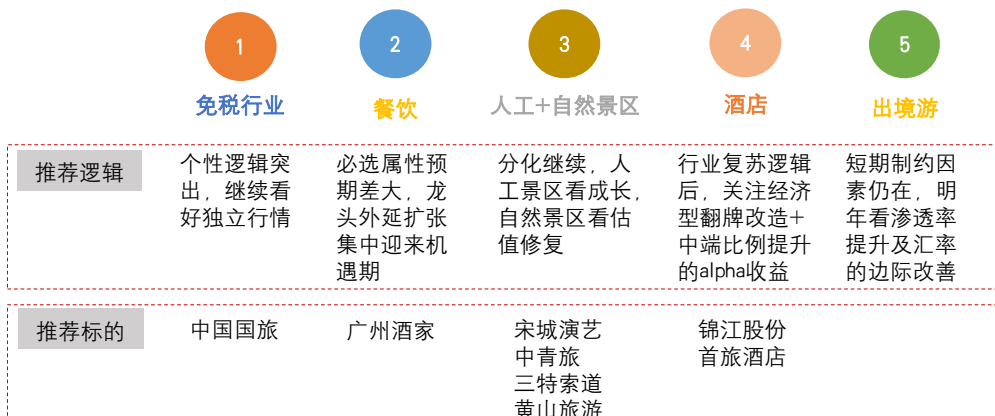 1
2
3
4
5
免税行业
餐饮
人工+自然景区
酒店
出境游
推荐逻辑
个性逻辑突
出，继续看
好独立行情
必选属性预
期差大，龙
头外延扩张
集中迎来机
遇期
分化继续，人
工景区看成长，
自然景区看估
值修复
行业复苏逻辑
后，关注经济
型翻牌改造+
中端比例提升
的alpha收益
短期制约因
素仍在，明
年看渗透率
提升及汇率
的边际改善
推荐标的
中国国旅
广州酒家
宋城演艺
中青旅
三特索道
黄山旅游
锦江股份
首旅酒店